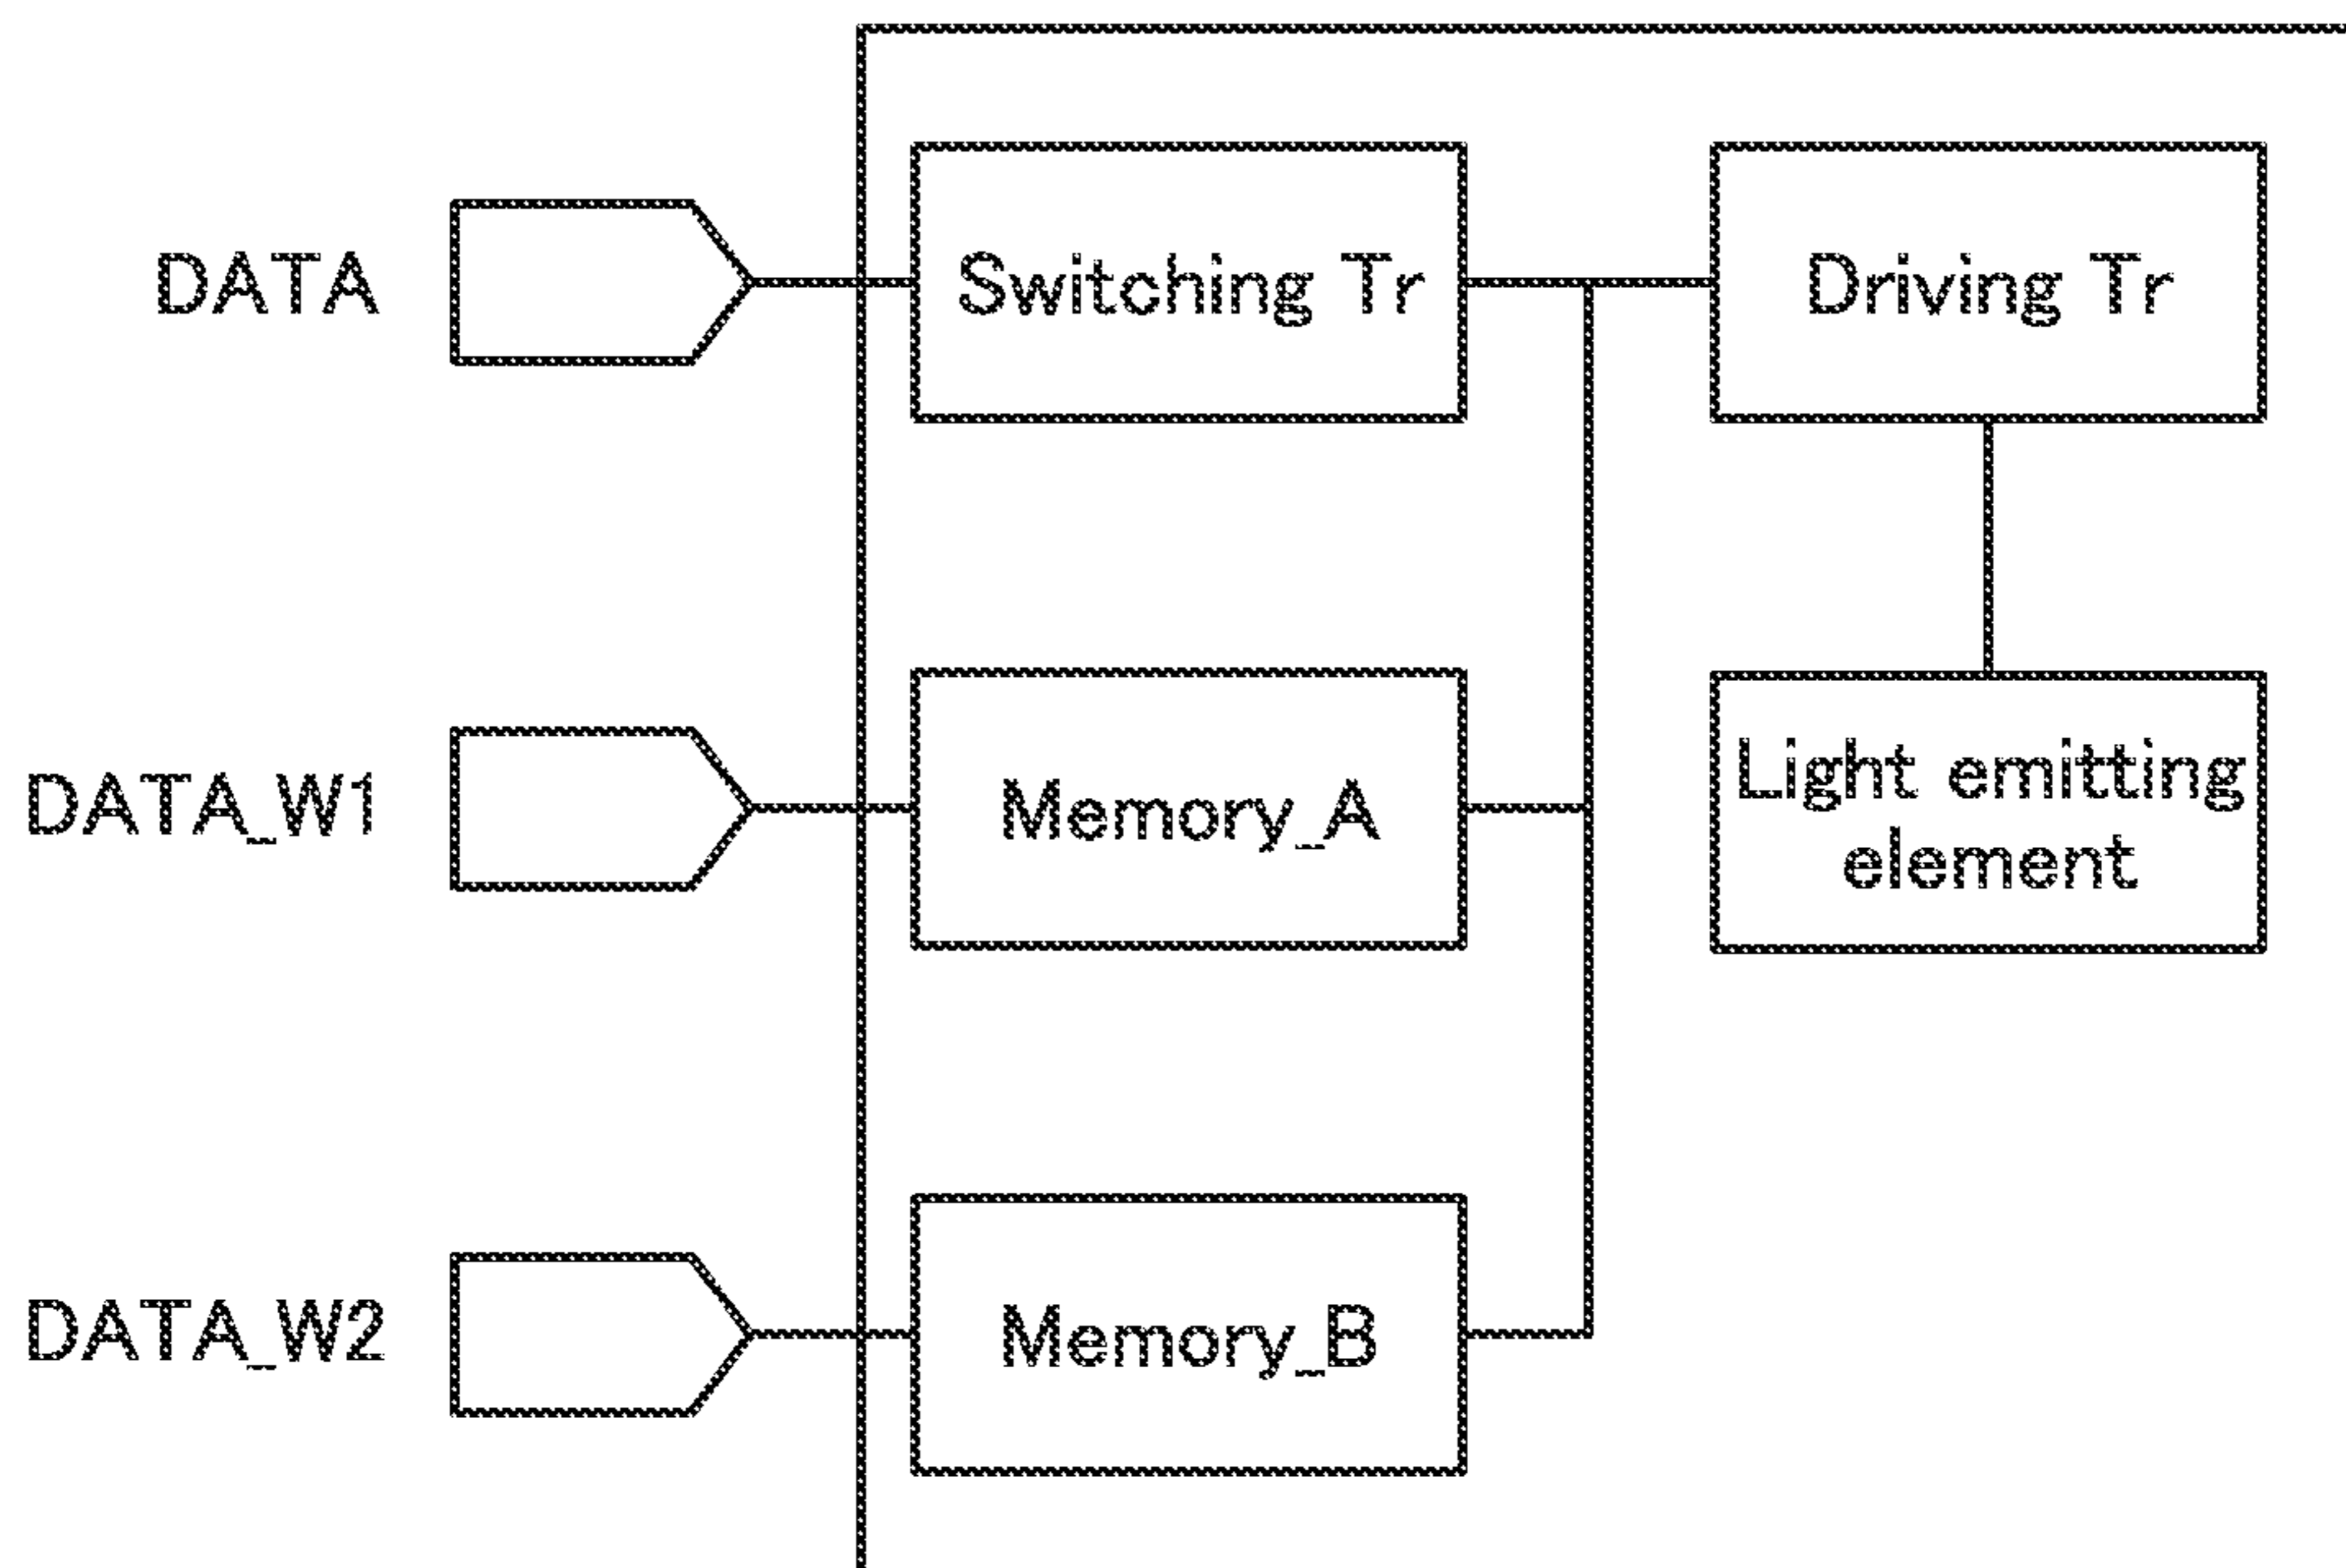 DATA
Switching Tr
Driving Tr
DATA_W1
Memory_A
Light emitting
element
DATA_W2
Memory_B